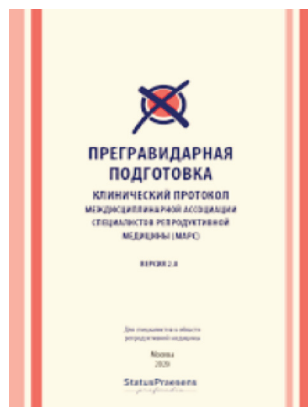 ПРЕГРАВИДАРНАЯ
ПОДГОТОВКА
КЛИНИЧЕСКИЙ ПРОТОКОЛ
МЕЖДИСЦИПЛИНАРНОЙ АССОЦИАЦИИ
СПЕЦИАЛИСТОВ РЕПРОДУКТИВНОЙ
МЕДИЦИНЫ (МАРС)
ВЕРСИЯ 2.0
Для специалистов в области
репродуктивной медицины
Москва
2020
StatusPraesens
profmedia